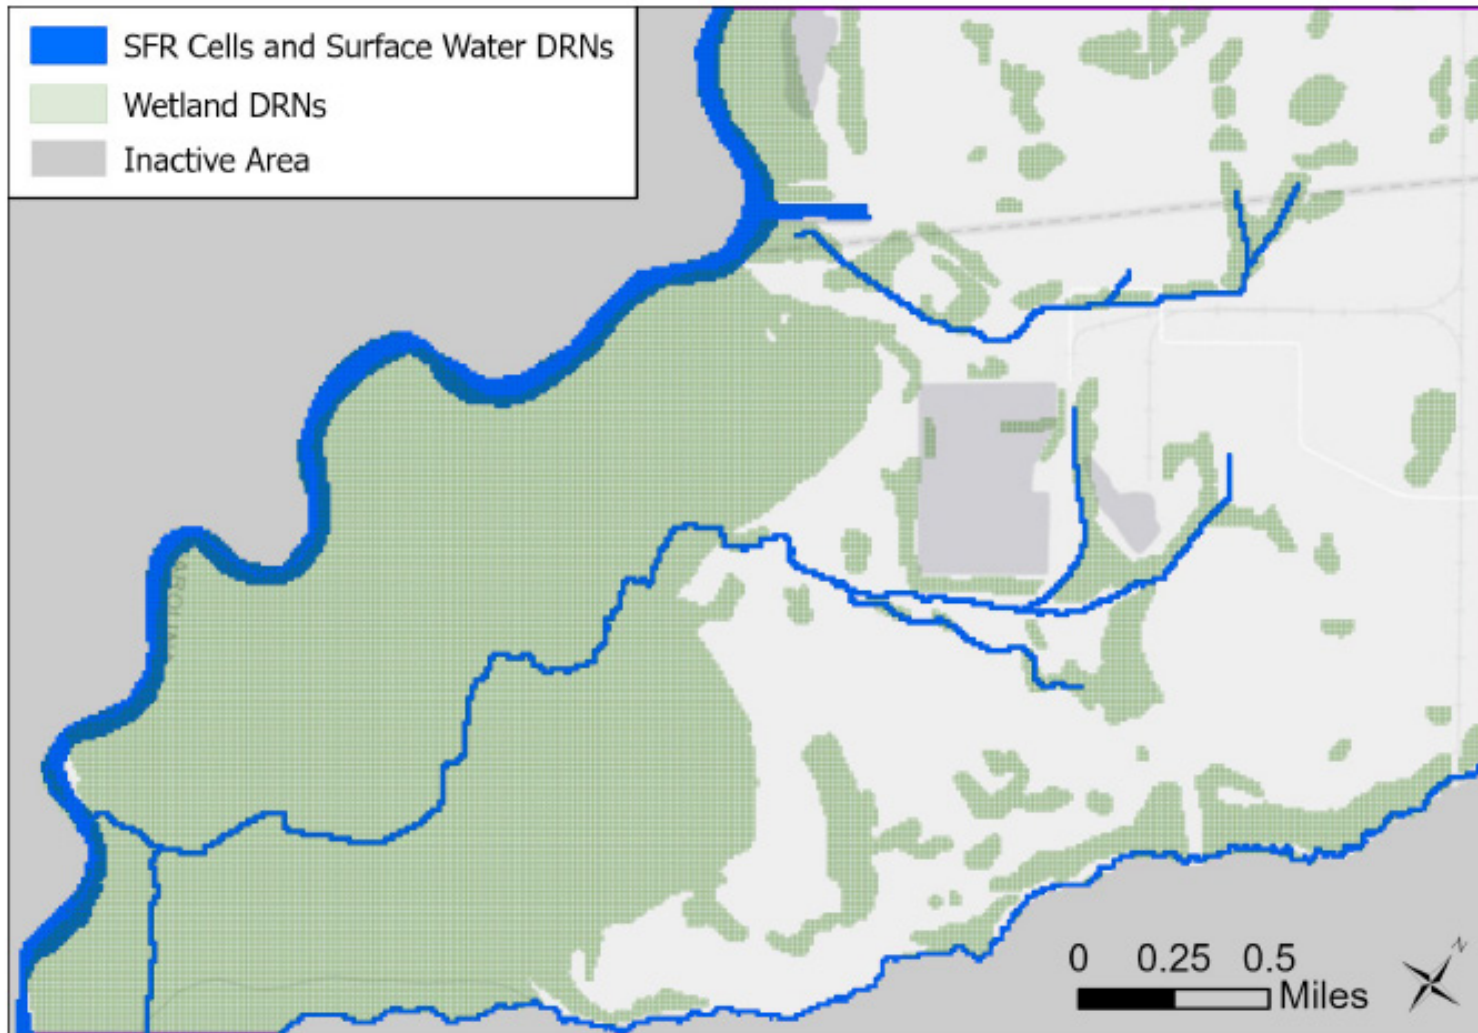 SFR Cells and Surface Water DRNs
Wetland DRNs
Inactive Area
0 0.25 0.5
Miles
N